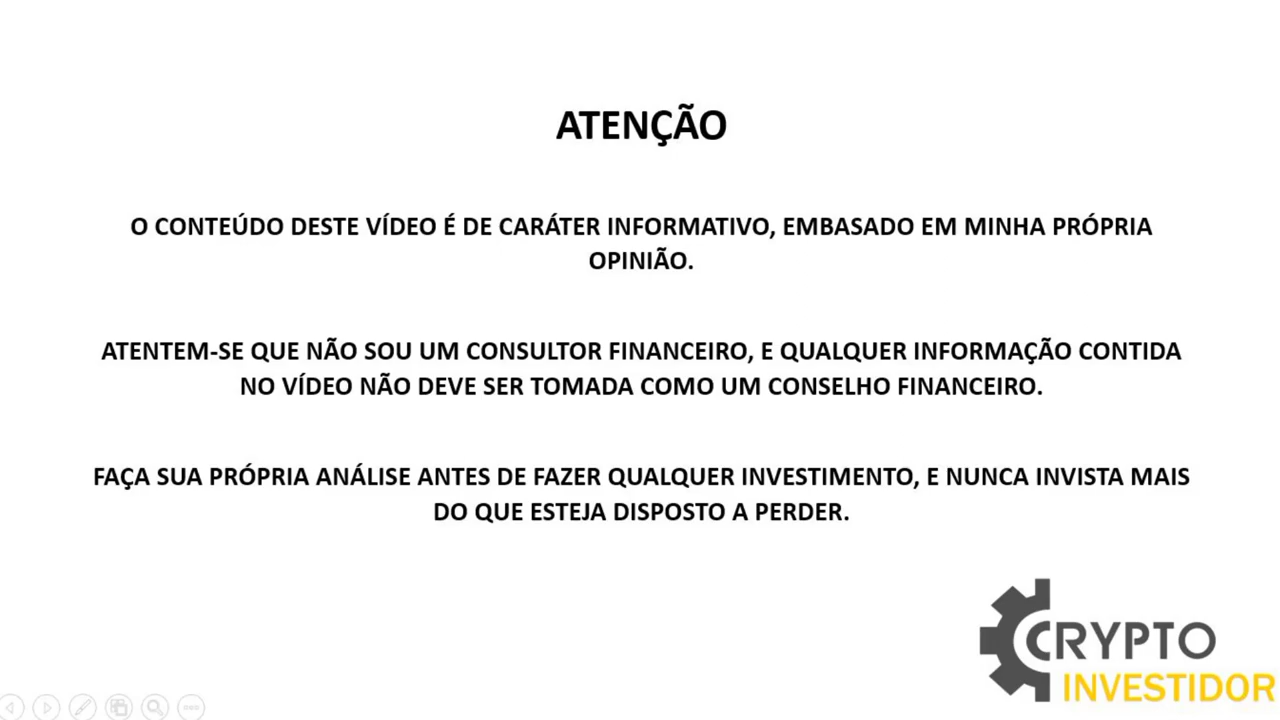 ATENÇÃO
O CONTEÚDO DESTE VÍDEO É DE CARÁTER INFORMATIVO, EMBASADO EM MINHA PRÓPRIA
OPINIÃO.
ATENTEM-SE QUE NÃO SOU UM CONSULTOR FINANCEIRO, E QUALQUER INFORMAÇÃO CONTIDA
NO VÍDEO NÃO DEVE SER TOMADA COMO UM CONSELHO FINANCEIRO.
FAÇA SUA PRÓPRIA ANÁLISE ANTES DE FAZER QUALQUER INVESTIMENTO, E NUNCA INVISTA MAIS
DO QUE ESTEJA DISPOSTO A PERDER.
CRYPTO
INVESTIDOR